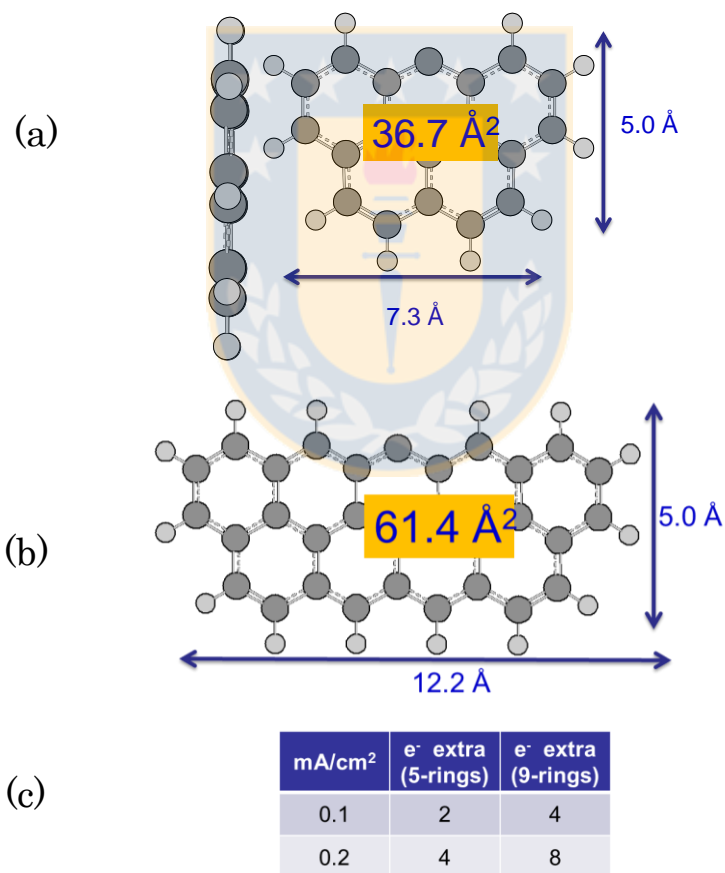 (a)
36.7 Å²
5.0 Å
7.3 Å
(b)
61.4 Å²
5.0 Å
12.2 Å
(c)
mA/cm² e⁻ extra (5-rings) e⁻ extra (9-rings)
0.1 2 4
0.2 4 8